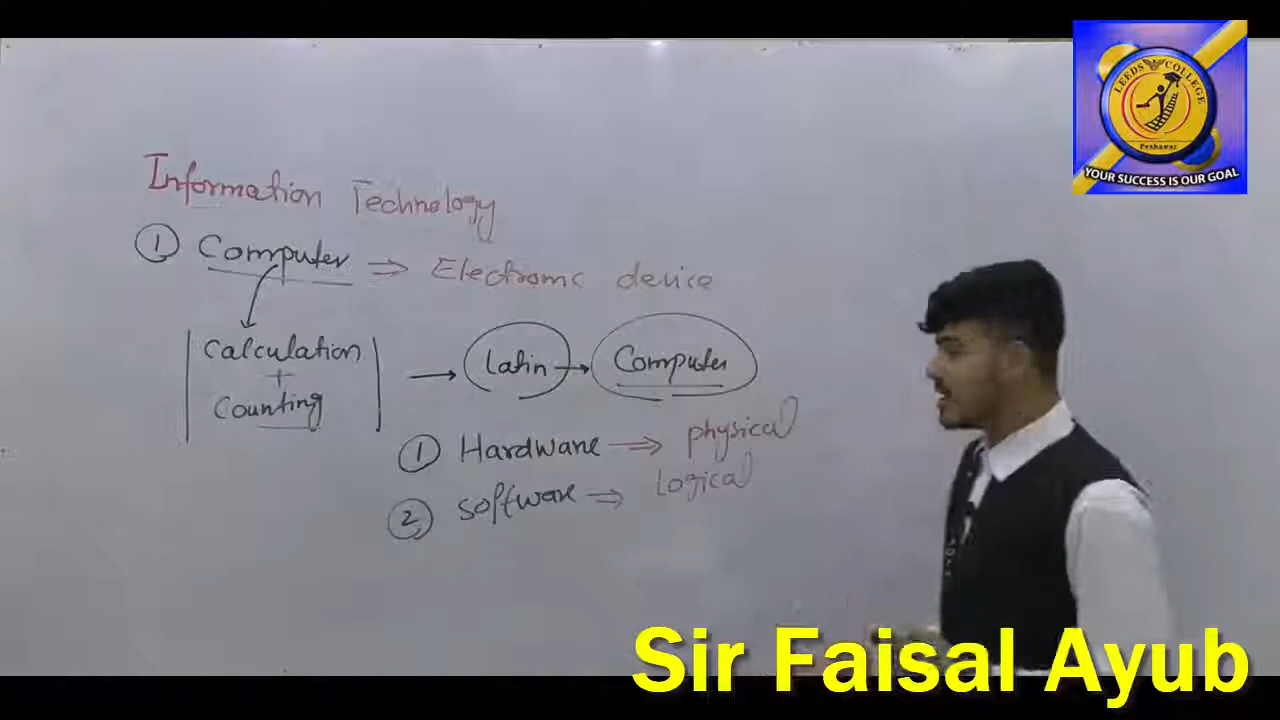 LEEDS COLLEGE
Peshawar
YOUR SUCCESS IS OUR GOAL
Information Technology
① Computer ⇒ Electronic device
Calculation → Latin → Computer
+
Counting
① Hardware ⇒ physical
② Software ⇒ Logical
Sir Faisal Ayub